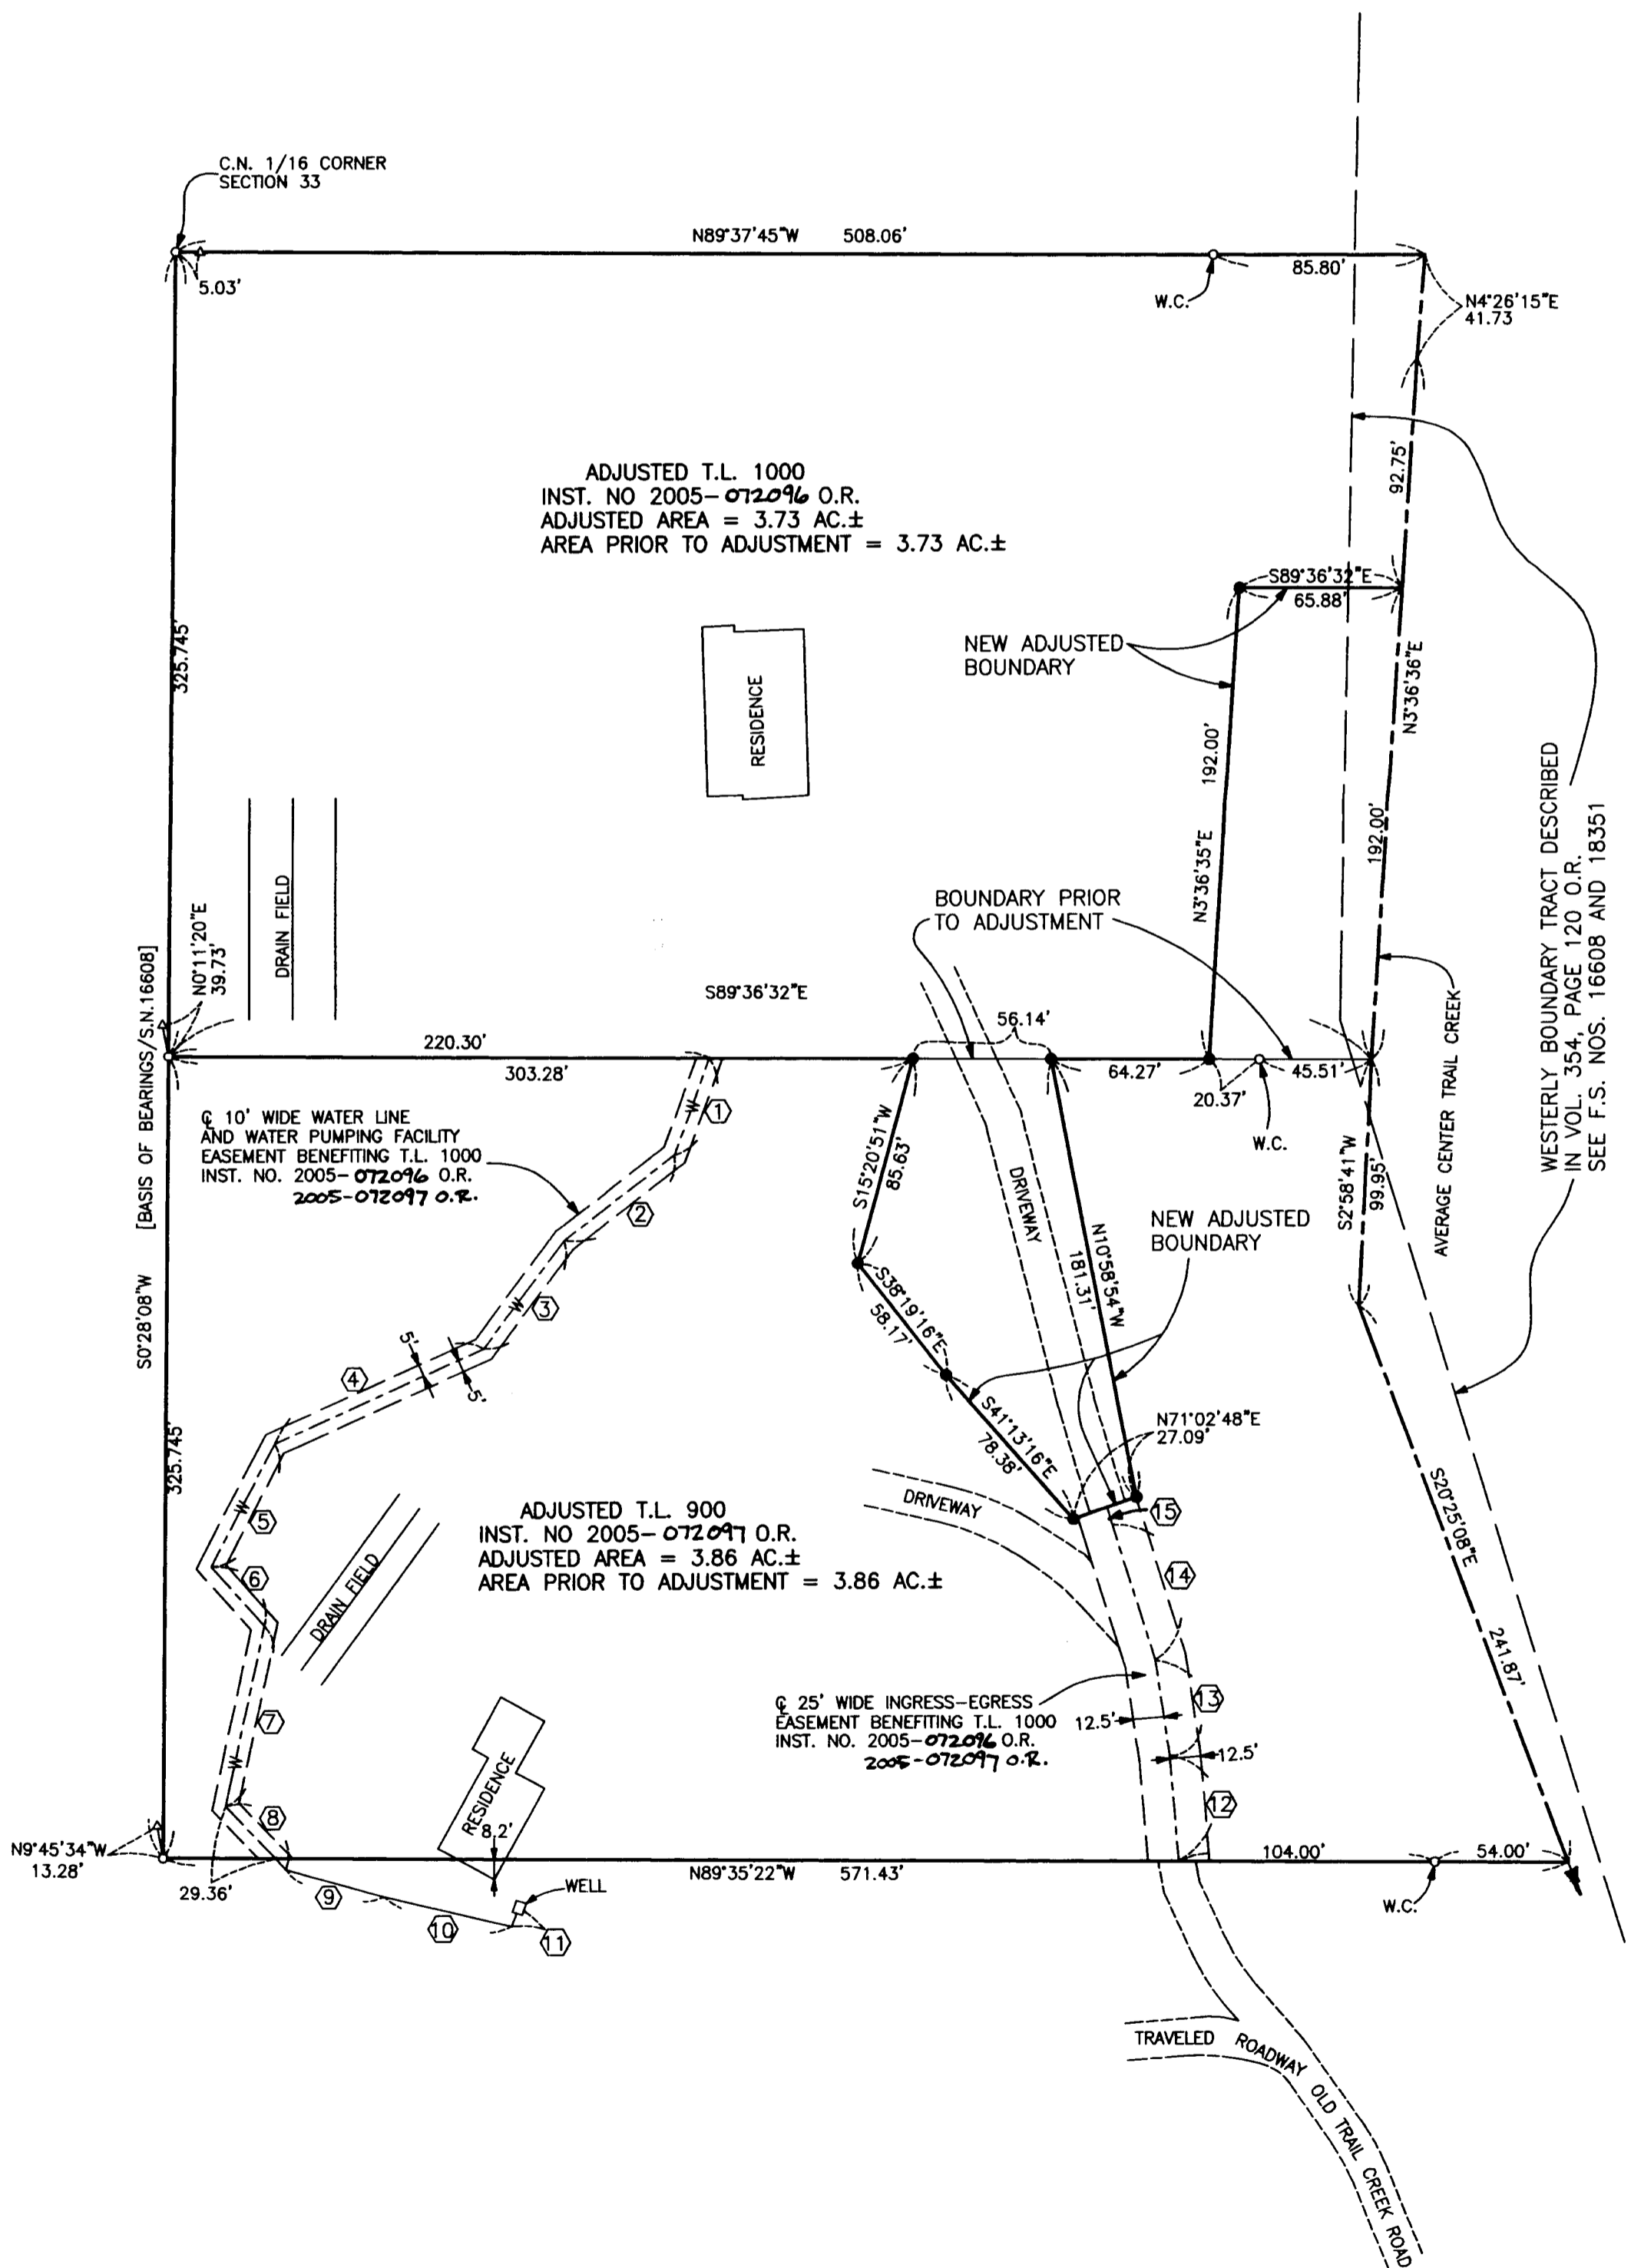 C.N. 1/16 CORNER
SECTION 33
N89°37'45"W 508.06'
5.03'
W.C.
85.80'
N4°26'15"E
41.73
ADJUSTED T.L. 1000
INST. NO 2005-072096 O.R.
ADJUSTED AREA = 3.73 AC.±
AREA PRIOR TO ADJUSTMENT = 3.73 AC.±
92.75'
S89°36'32"E
65.88'
325.745'
RESIDENCE
NEW ADJUSTED
BOUNDARY
N3°36'36"E
192.00'
N3°36'35"E
192.00'
WESTERLY BOUNDARY TRACT DESCRIBED
IN VOL. 354, PAGE 120 O.R.
SEE F.S. NOS. 16608 AND 18351
DRAIN FIELD
BOUNDARY PRIOR
TO ADJUSTMENT
N0°11'20"E
39.73'
S89°36'32"E
AVERAGE CENTER TRAIL CREEK
S0°28'08"W [BASIS OF BEARINGS/S.N.16608]
220.30'
303.28'
56.14'
64.27'
20.37'
45.51'
W.C.
℄ 10' WIDE WATER LINE
AND WATER PUMPING FACILITY
EASEMENT BENEFITING T.L. 1000
INST. NO. 2005-072096 O.R.
2005-072097 O.R.
W
1
2
W
3
S15°20'51"W
85.63'
DRIVEWAY
N10°58'54"W
181.31'
NEW ADJUSTED
BOUNDARY
S2°58'41"W
99.95'
S38°19'16"E
58.17'
5'
5'
4
S41°13'16"E
78.38'
N71°02'48"E
27.09'
325.745'
W
5
6
DRAIN FIELD
ADJUSTED T.L. 900
INST. NO 2005-072097 O.R.
ADJUSTED AREA = 3.86 AC.±
AREA PRIOR TO ADJUSTMENT = 3.86 AC.±
DRIVEWAY
15
14
S20°25'08"E
241.87'
℄ 25' WIDE INGRESS-EGRESS
EASEMENT BENEFITING T.L. 1000
INST. NO. 2005-072096 O.R.
2005-072097 O.R.
12.5'
13
12.5'
12
7
W
8
RESIDENCE
8.2'
N9°45'34"W
13.28'
29.36'
N89°35'22"W 571.43'
104.00'
54.00'
W.C.
9
10
WELL
11
TRAVELED ROADWAY OLD TRAIL CREEK ROAD